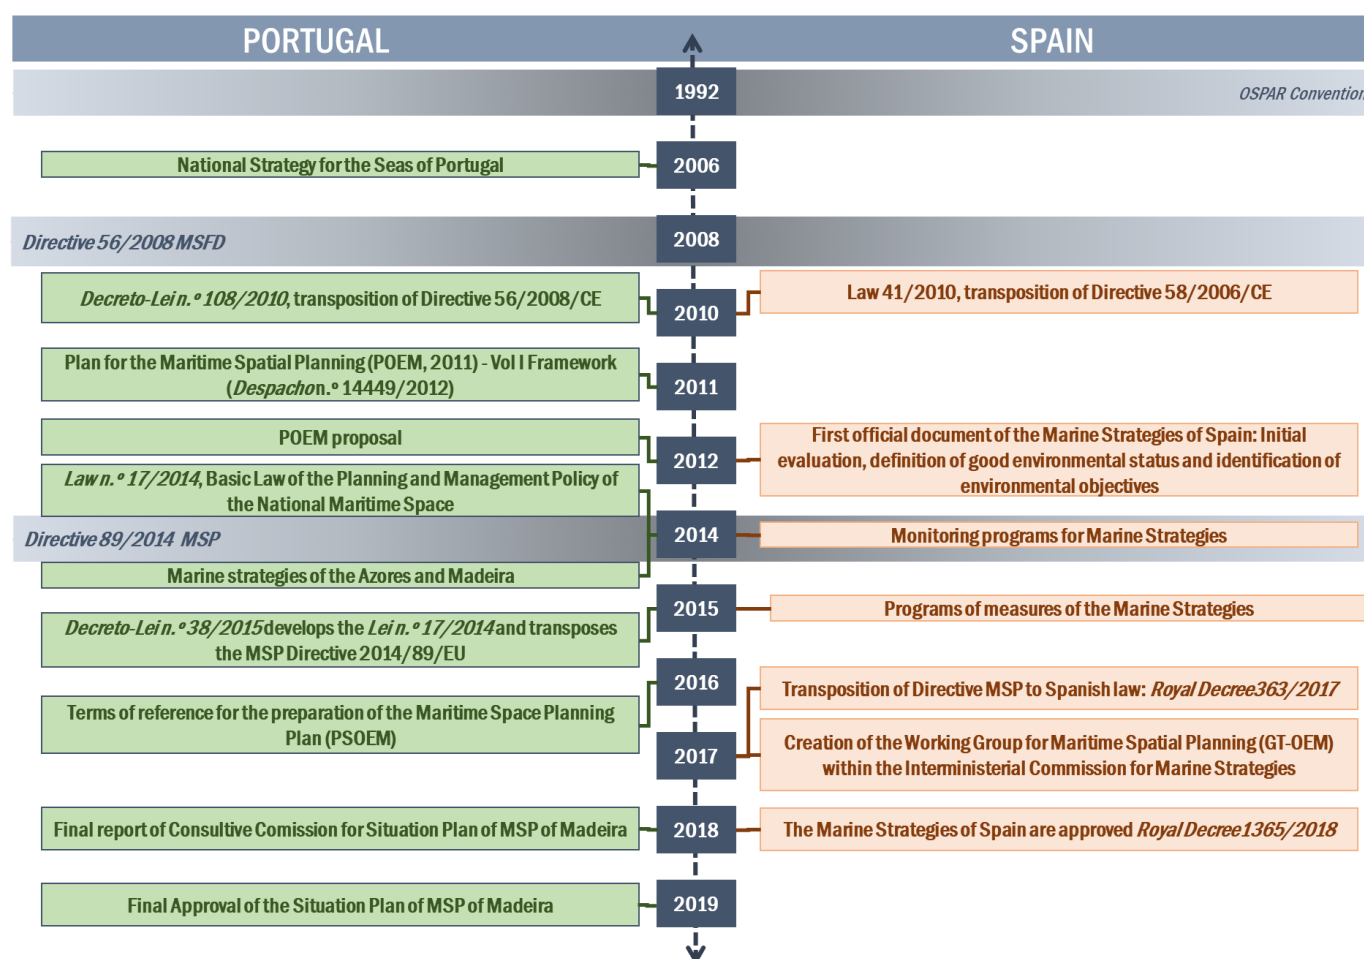 PORTUGAL
SPAIN
1992
OSPAR Convention
National Strategy for the Seas of Portugal
2006
Directive 56/2008 MSFD
2008
Decreto-Lei n.º 108/2010, transposition of Directive 56/2008/CE
2010
Law 41/2010, transposition of Directive 58/2006/CE
Plan for the Maritime Spatial Planning (POEM, 2011) - Vol I Framework
(Despachon.º 14449/2012)
2011
POEM proposal
2012
First official document of the Marine Strategies of Spain: Initial
evaluation, definition of good environmental status and identification of
environmental objectives
Law n.º 17/2014, Basic Law of the Planning and Management Policy of
the National Maritime Space
Directive 89/2014 MSP
2014
Monitoring programs for Marine Strategies
Marine strategies of the Azores and Madeira
2015
Programs of measures of the Marine Strategies
Decreto-Lei n.º 38/2015 develops the Lei n.º 17/2014 and transposes
the MSP Directive 2014/89/EU
2016
Transposition of Directive MSP to Spanish law: Royal Decree363/2017
Terms of reference for the preparation of the Maritime Space Planning
Plan (PSOEM)
2017
Creation of the Working Group for Maritime Spatial Planning (GT-OEM)
within the Interministerial Commission for Marine Strategies
Final report of Consultive Comission for Situation Plan of MSP of Madeira
2018
The Marine Strategies of Spain are approved Royal Decree1365/2018
Final Approval of the Situation Plan of MSP of Madeira
2019